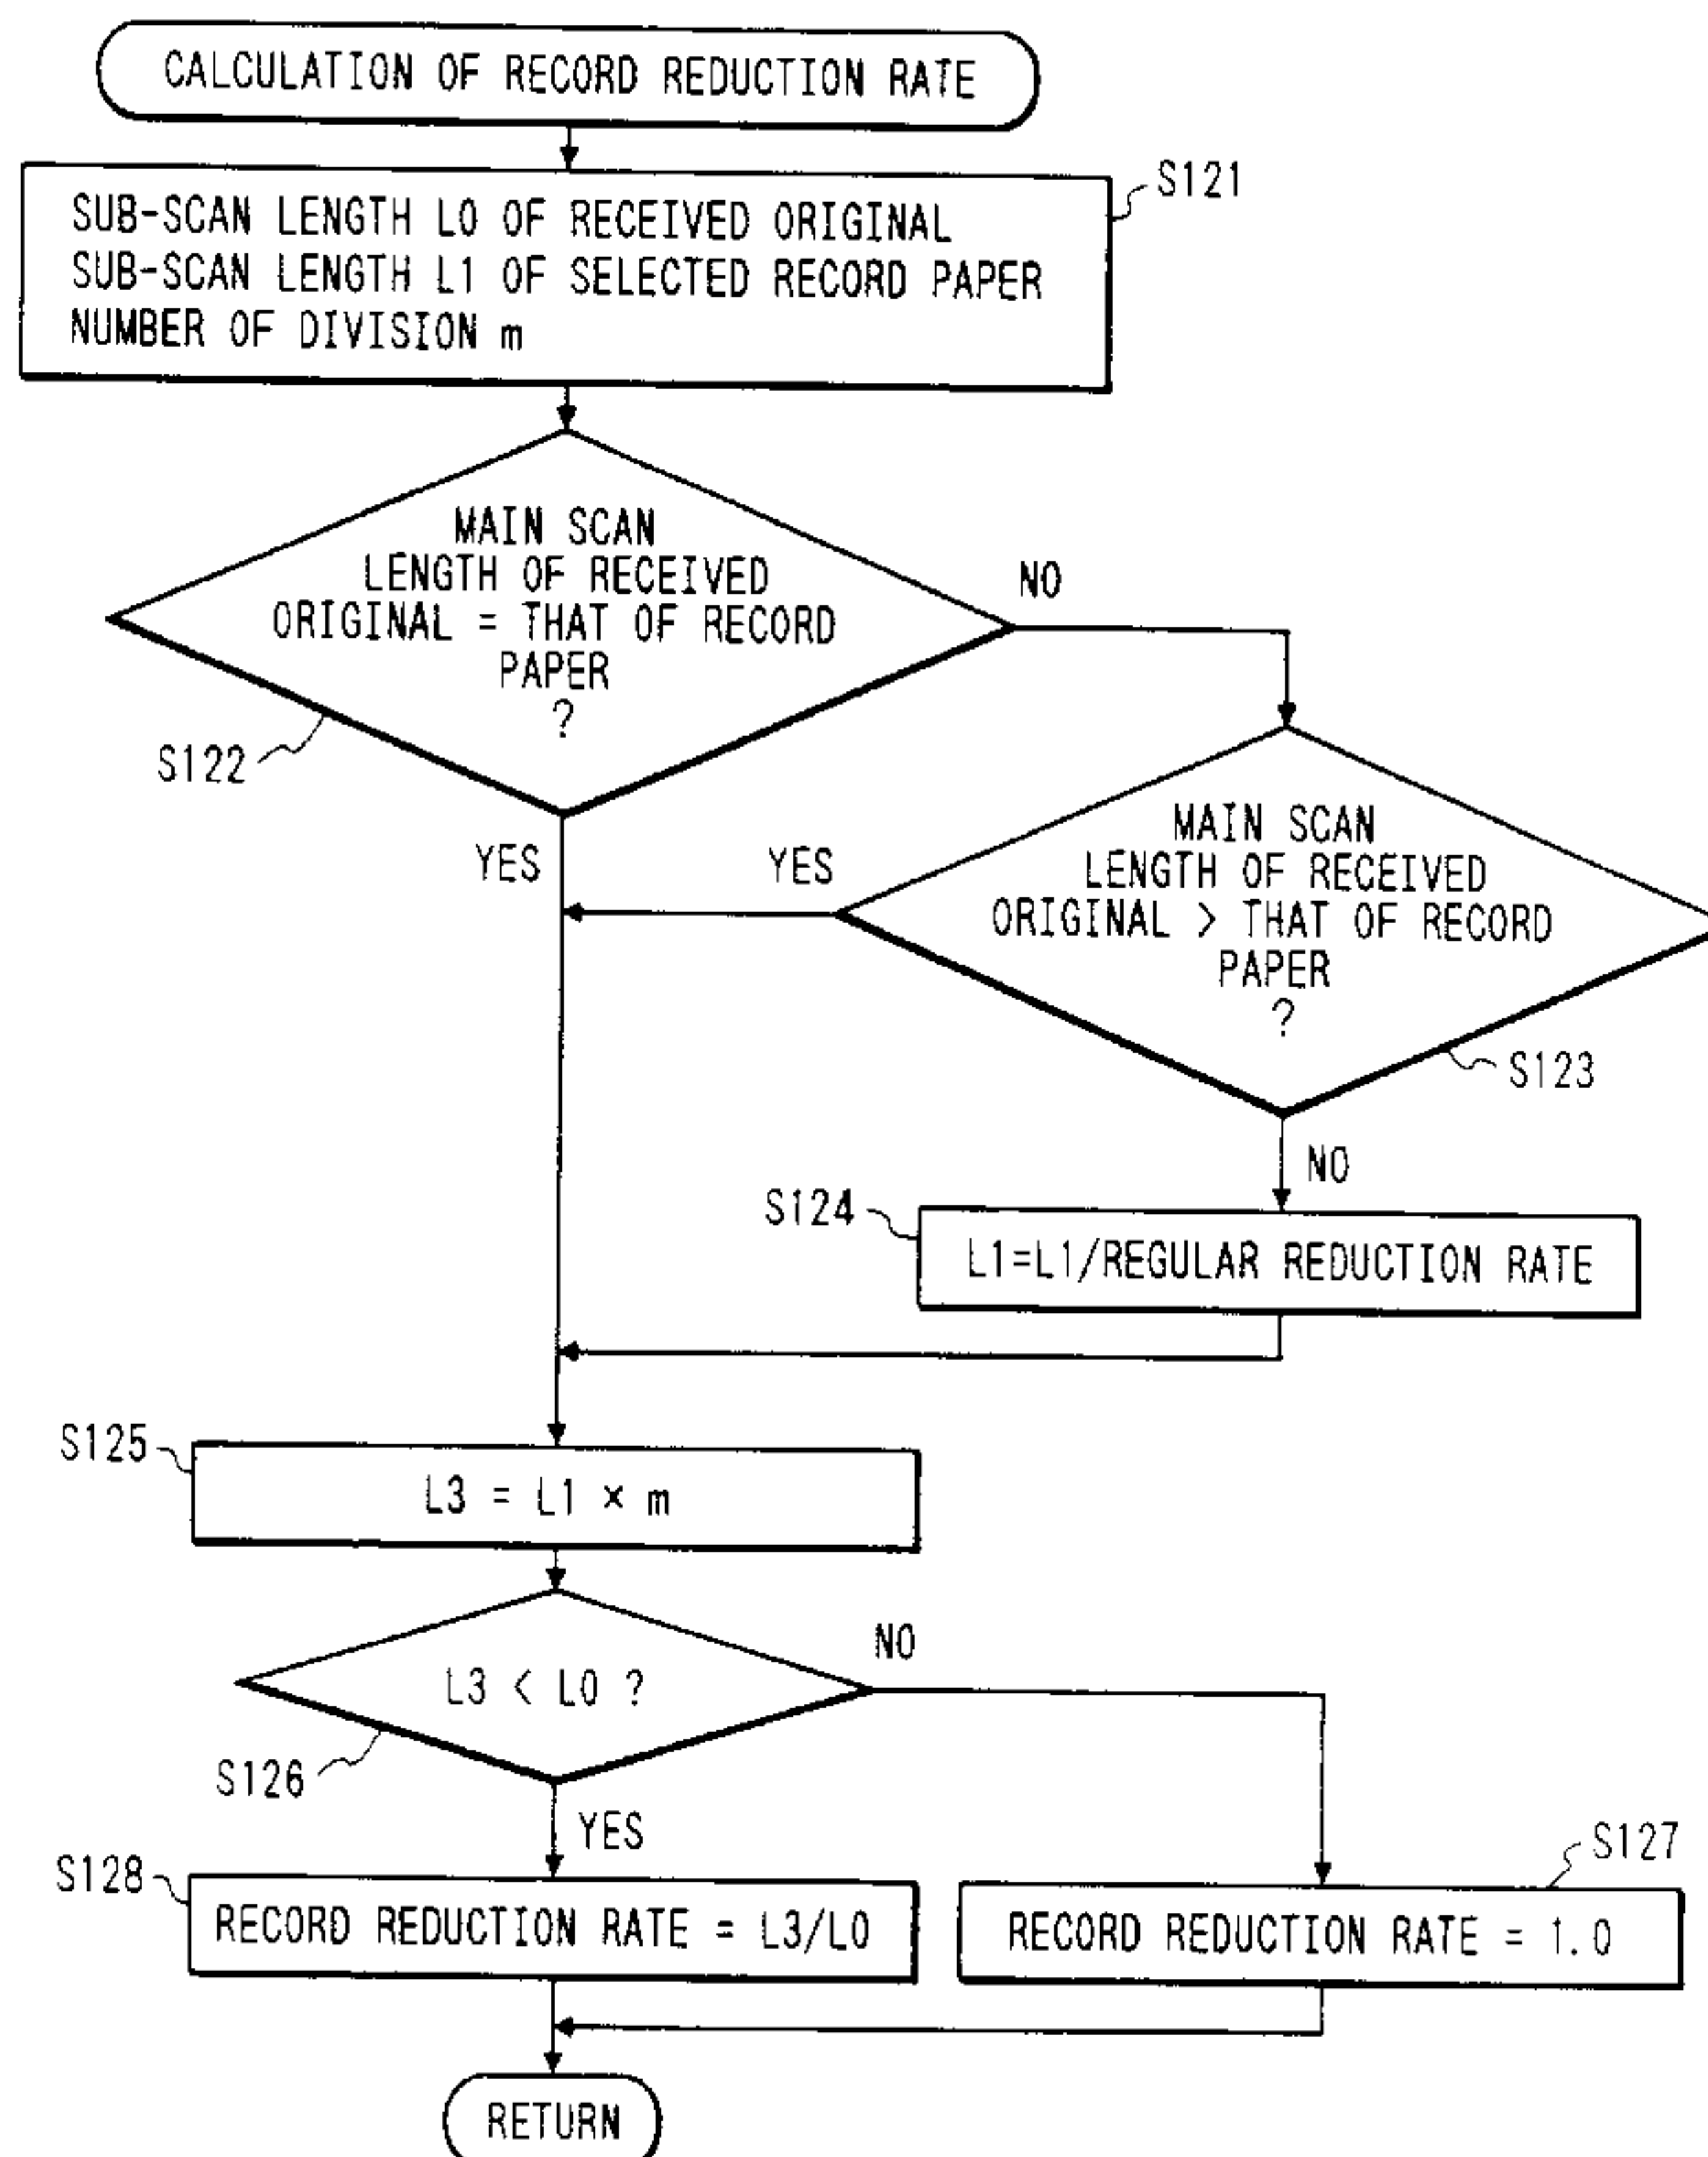 CALCULATION OF RECORD REDUCTION RATE
S121
SUB-SCAN LENGTH L0 OF RECEIVED ORIGINAL
SUB-SCAN LENGTH L1 OF SELECTED RECORD PAPER
NUMBER OF DIVISION m
MAIN SCAN
LENGTH OF RECEIVED
ORIGINAL = THAT OF RECORD
PAPER
?
NO
S122
YES
YES
MAIN SCAN
LENGTH OF RECEIVED
ORIGINAL > THAT OF RECORD
PAPER
?
S123
NO
S124
L1=L1/REGULAR REDUCTION RATE
S125
L3 = L1 × m
L3 < L0 ?
NO
S126
YES
S127
S128
RECORD REDUCTION RATE = L3/L0
RECORD REDUCTION RATE = 1.0
RETURN